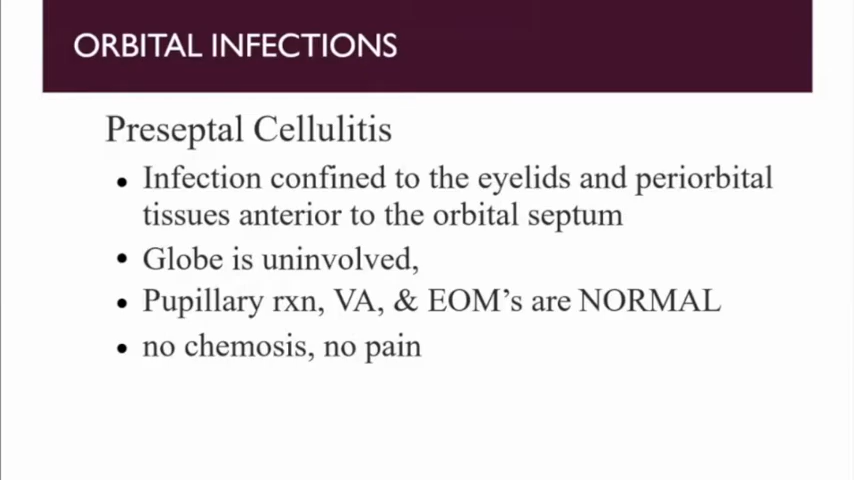 ORBITAL INFECTIONS
Preseptal Cellulitis
• Infection confined to the eyelids and periorbital
tissues anterior to the orbital septum
• Globe is uninvolved,
• Pupillary rxn, VA, & EOM’s are NORMAL
• no chemosis, no pain